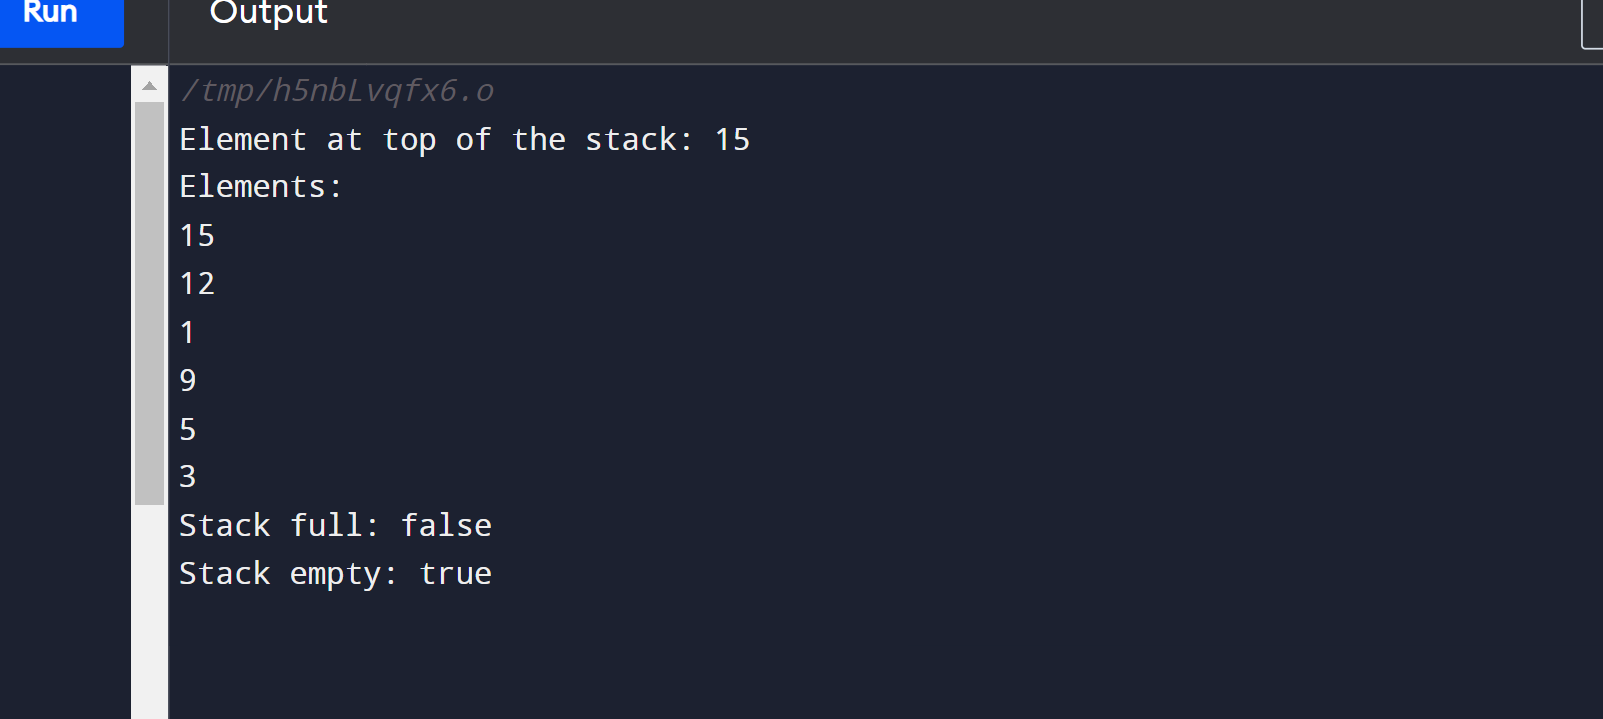 Run
Output
/tmp/h5nbLvqfx6.o
Element at top of the stack: 15
Elements:
15
12
1
9
5
3
Stack full: false
Stack empty: true